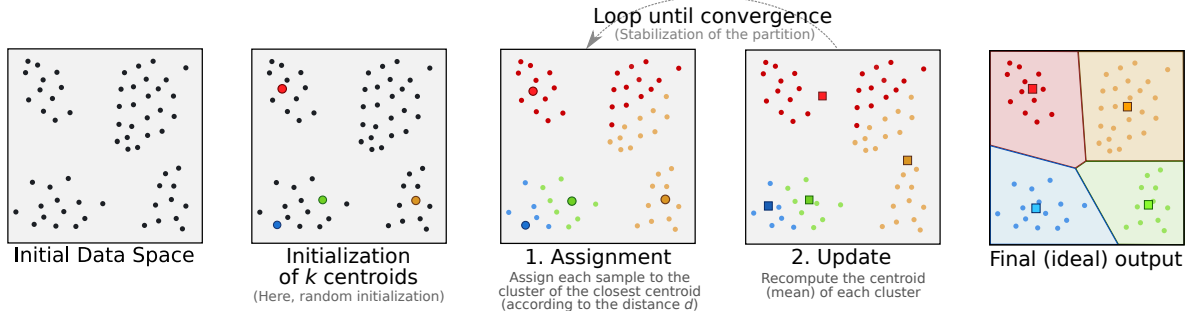 Loop until convergence
(Stabilization of the partition)
Initial Data Space
Initialization
of k centroids
(Here, random initialization)
1. Assignment
Assign each sample to the
cluster of the closest centroid
(according to the distance d)
2. Update
Recompute the centroid
(mean) of each cluster
Final (ideal) output